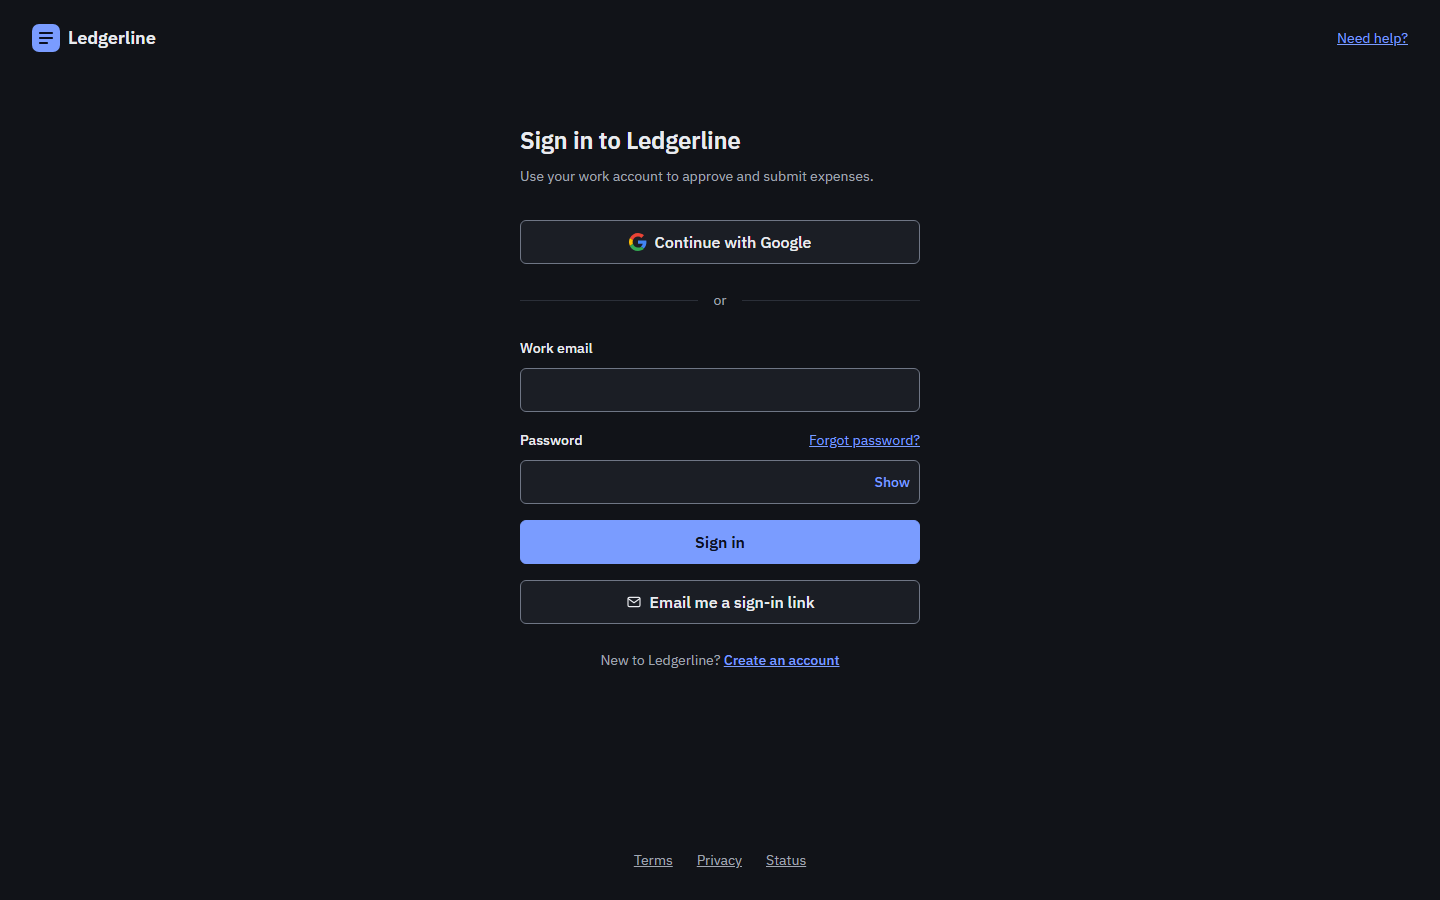 Ledgerline
Need help?
Sign in to Ledgerline
Use your work account to approve and submit expenses.
Continue with Google
or
Work email
Password
Forgot password?
Show
Sign in
Email me a sign-in link
New to Ledgerline? Create an account
Terms Privacy Status